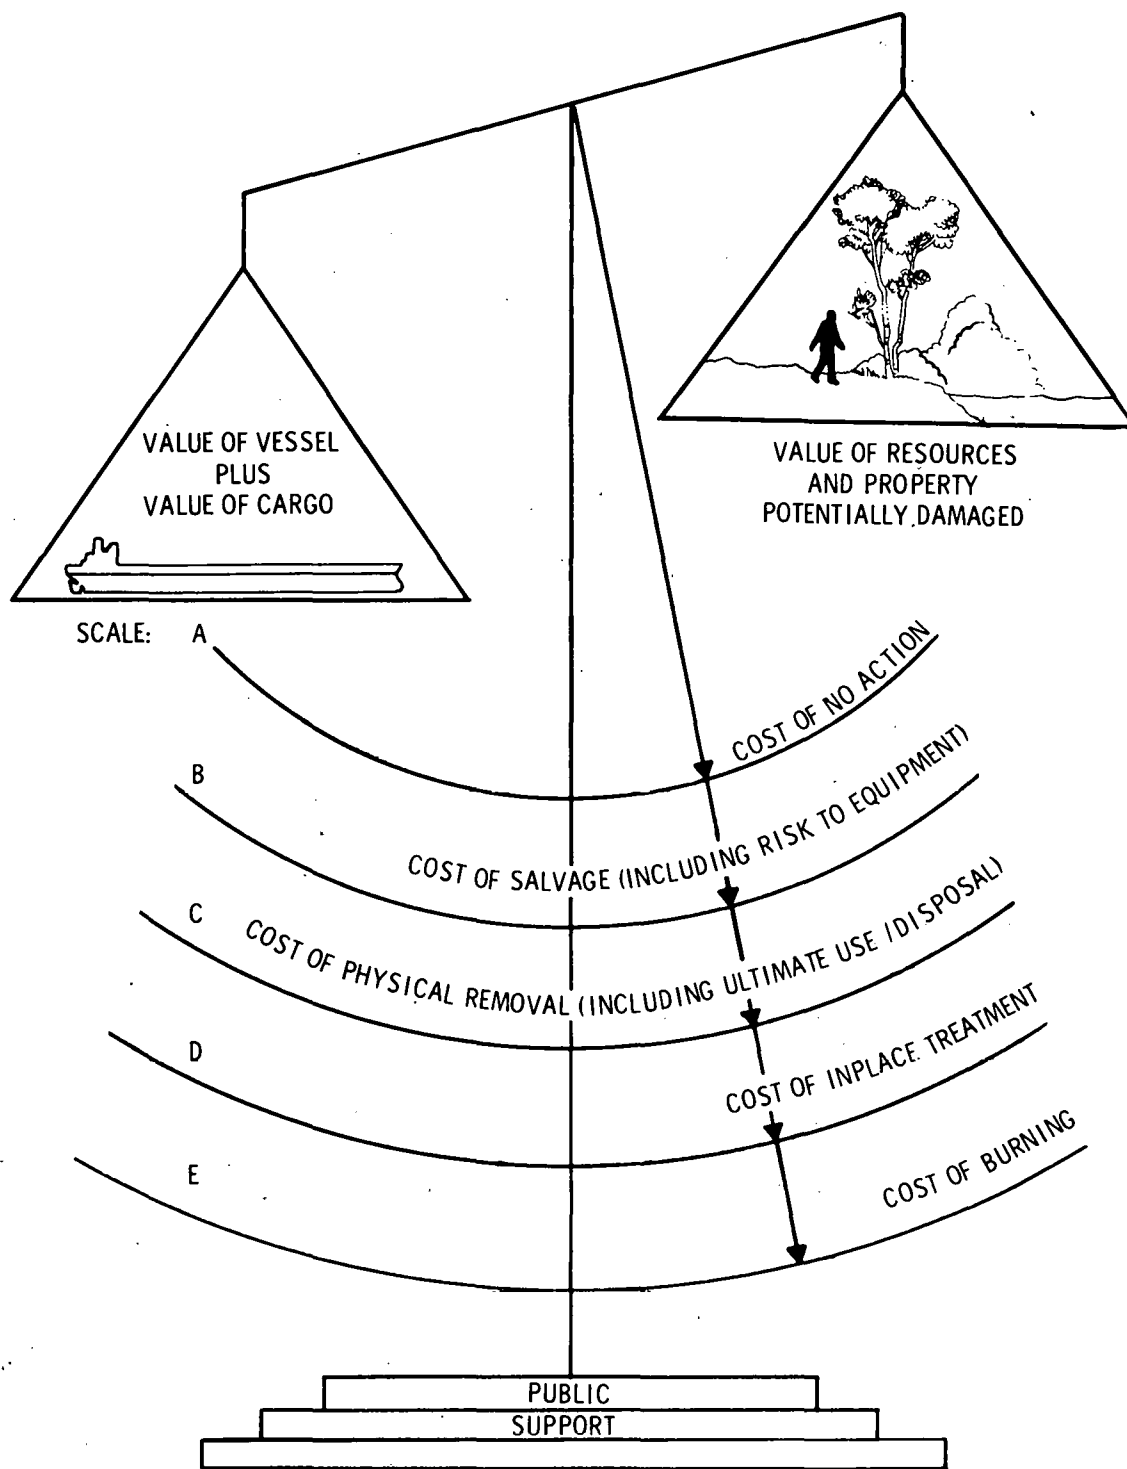 VALUE OF VESSEL
PLUS
VALUE OF CARGO
VALUE OF RESOURCES
AND PROPERTY
POTENTIALLY DAMAGED
SCALE: A
COST OF NO ACTION
B
COST OF SALVAGE (INCLUDING RISK TO EQUIPMENT)
C
COST OF PHYSICAL REMOVAL (INCLUDING ULTIMATE USE / DISPOSAL)
D
COST OF INPLACE TREATMENT
E
COST OF BURNING
PUBLIC
SUPPORT